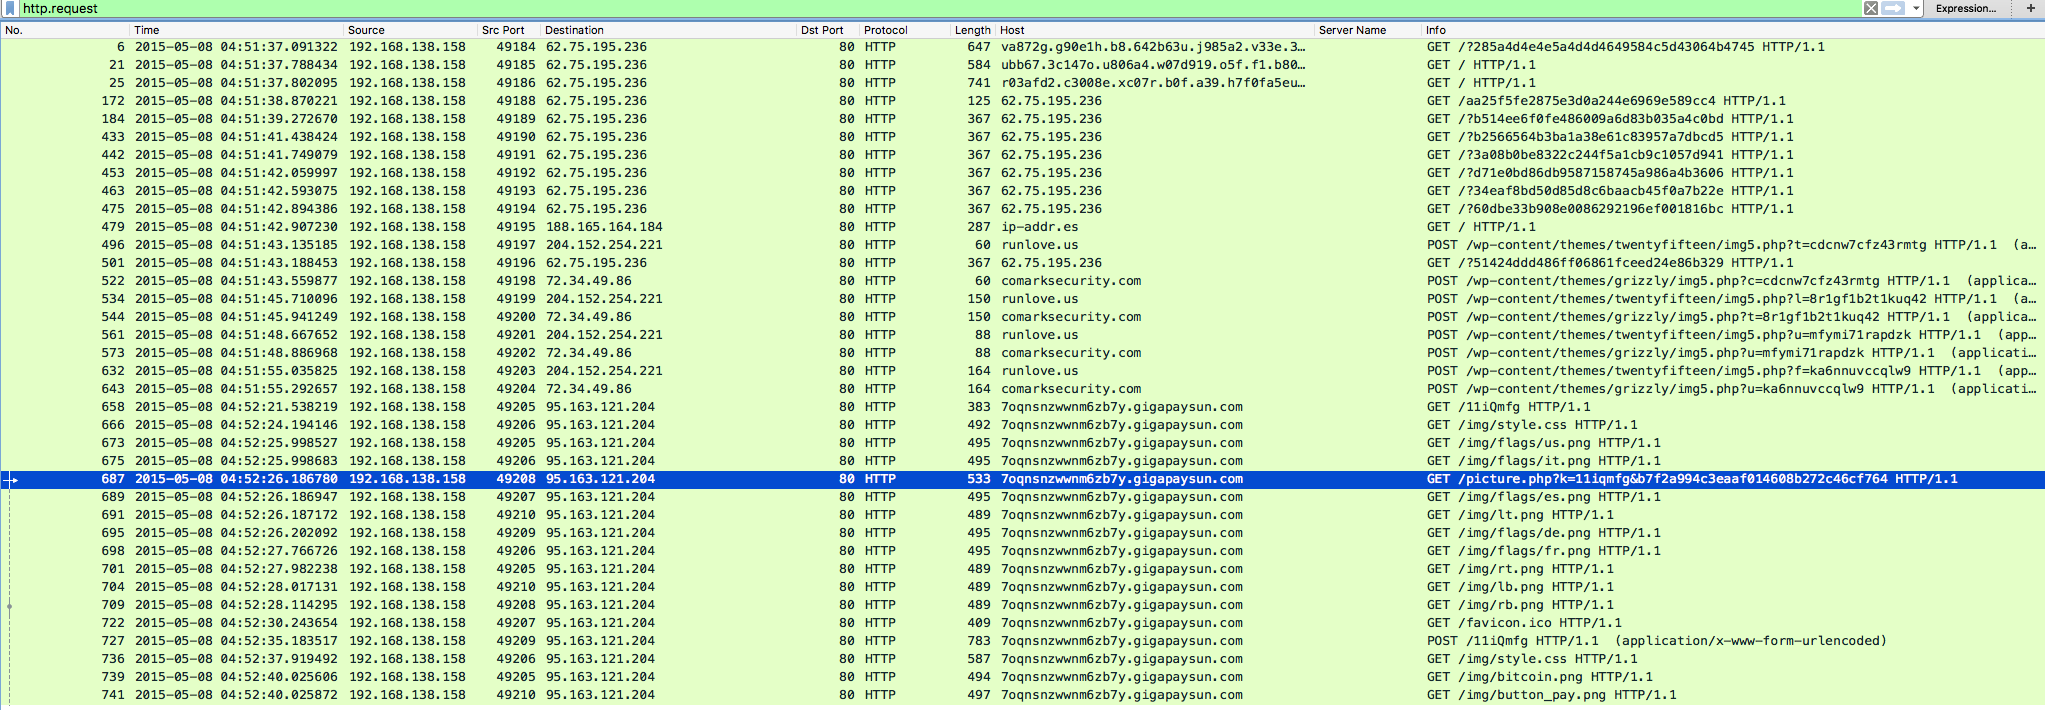 http.request Expression... +
No. Time Source Src Port Destination Dst Port Protocol Length Host Server Name Info
6 2015-05-08 04:51:37.091322 192.168.138.158 49184 62.75.195.236 80 HTTP 647 va872g.g90e1h.b8.642b63u.j985a2.v33e.3… GET /?285a4d4e4e5a4d4d4649584c5d43064b4745 HTTP/1.1
21 2015-05-08 04:51:37.788434 192.168.138.158 49185 62.75.195.236 80 HTTP 584 ubb67.3c147o.u806a4.w07d919.o5f.f1.b80… GET / HTTP/1.1
25 2015-05-08 04:51:37.802095 192.168.138.158 49186 62.75.195.236 80 HTTP 741 r03afd2.c3008e.xc07r.b0f.a39.h7f0fa5eu… GET / HTTP/1.1
172 2015-05-08 04:51:38.870221 192.168.138.158 49188 62.75.195.236 80 HTTP 125 62.75.195.236 GET /aa25f5fe2875e3d0a244e6969e589cc4 HTTP/1.1
184 2015-05-08 04:51:39.272670 192.168.138.158 49189 62.75.195.236 80 HTTP 367 62.75.195.236 GET /?b514ee6f0fe486009a6d83b035a4c0bd HTTP/1.1
433 2015-05-08 04:51:41.438424 192.168.138.158 49190 62.75.195.236 80 HTTP 367 62.75.195.236 GET /?b2566564b3ba1a38e61c83957a7dbcd5 HTTP/1.1
442 2015-05-08 04:51:41.749079 192.168.138.158 49191 62.75.195.236 80 HTTP 367 62.75.195.236 GET /?3a08b0be8322c244f5a1cb9c1057d941 HTTP/1.1
453 2015-05-08 04:51:42.059997 192.168.138.158 49192 62.75.195.236 80 HTTP 367 62.75.195.236 GET /?d71e0bd86db9587158745a986a4b3606 HTTP/1.1
463 2015-05-08 04:51:42.593075 192.168.138.158 49193 62.75.195.236 80 HTTP 367 62.75.195.236 GET /?34eaf8bd50d85d8c6baacb45f0a7b22e HTTP/1.1
475 2015-05-08 04:51:42.894386 192.168.138.158 49194 62.75.195.236 80 HTTP 367 62.75.195.236 GET /?60dbe33b908e0086292196ef001816bc HTTP/1.1
479 2015-05-08 04:51:42.907230 192.168.138.158 49195 188.165.164.184 80 HTTP 287 ip-addr.es GET / HTTP/1.1
496 2015-05-08 04:51:43.135185 192.168.138.158 49197 204.152.254.221 80 HTTP 60 runlove.us POST /wp-content/themes/twentyfifteen/img5.php?t=cdcnw7cfz43rmtg HTTP/1.1 (a…
501 2015-05-08 04:51:43.188453 192.168.138.158 49196 62.75.195.236 80 HTTP 367 62.75.195.236 GET /?51424ddd486ff06861fceed24e86b329 HTTP/1.1
522 2015-05-08 04:51:43.559877 192.168.138.158 49198 72.34.49.86 80 HTTP 60 comarksecurity.com POST /wp-content/themes/grizzly/img5.php?c=cdcnw7cfz43rmtg HTTP/1.1 (applica…
534 2015-05-08 04:51:45.710096 192.168.138.158 49199 204.152.254.221 80 HTTP 150 runlove.us POST /wp-content/themes/twentyfifteen/img5.php?l=8r1gf1b2t1kuq42 HTTP/1.1 (a…
544 2015-05-08 04:51:45.941249 192.168.138.158 49200 72.34.49.86 80 HTTP 150 comarksecurity.com POST /wp-content/themes/grizzly/img5.php?t=8r1gf1b2t1kuq42 HTTP/1.1 (applica…
561 2015-05-08 04:51:48.667652 192.168.138.158 49201 204.152.254.221 80 HTTP 88 runlove.us POST /wp-content/themes/twentyfifteen/img5.php?u=mfymi71rapdzk HTTP/1.1 (app…
573 2015-05-08 04:51:48.886968 192.168.138.158 49202 72.34.49.86 80 HTTP 88 comarksecurity.com POST /wp-content/themes/grizzly/img5.php?u=mfymi71rapdzk HTTP/1.1 (applicati…
632 2015-05-08 04:51:55.035825 192.168.138.158 49203 204.152.254.221 80 HTTP 164 runlove.us POST /wp-content/themes/twentyfifteen/img5.php?f=ka6nnuvccqlw9 HTTP/1.1 (app…
643 2015-05-08 04:51:55.292657 192.168.138.158 49204 72.34.49.86 80 HTTP 164 comarksecurity.com POST /wp-content/themes/grizzly/img5.php?u=ka6nnuvccqlw9 HTTP/1.1 (applicati…
658 2015-05-08 04:52:21.538219 192.168.138.158 49205 95.163.121.204 80 HTTP 383 7oqnsnzwwnm6zb7y.gigapaysun.com GET /11iQmfg HTTP/1.1
666 2015-05-08 04:52:24.194146 192.168.138.158 49206 95.163.121.204 80 HTTP 492 7oqnsnzwwnm6zb7y.gigapaysun.com GET /img/style.css HTTP/1.1
673 2015-05-08 04:52:25.998527 192.168.138.158 49205 95.163.121.204 80 HTTP 495 7oqnsnzwwnm6zb7y.gigapaysun.com GET /img/flags/us.png HTTP/1.1
675 2015-05-08 04:52:25.998683 192.168.138.158 49206 95.163.121.204 80 HTTP 495 7oqnsnzwwnm6zb7y.gigapaysun.com GET /img/flags/it.png HTTP/1.1
687 2015-05-08 04:52:26.186780 192.168.138.158 49208 95.163.121.204 80 HTTP 533 7oqnsnzwwnm6zb7y.gigapaysun.com GET /picture.php?k=11iqmfg&b7f2a994c3eaaf014608b272c46cf764 HTTP/1.1
689 2015-05-08 04:52:26.186947 192.168.138.158 49207 95.163.121.204 80 HTTP 495 7oqnsnzwwnm6zb7y.gigapaysun.com GET /img/flags/es.png HTTP/1.1
691 2015-05-08 04:52:26.187172 192.168.138.158 49210 95.163.121.204 80 HTTP 489 7oqnsnzwwnm6zb7y.gigapaysun.com GET /img/lt.png HTTP/1.1
695 2015-05-08 04:52:26.202092 192.168.138.158 49209 95.163.121.204 80 HTTP 495 7oqnsnzwwnm6zb7y.gigapaysun.com GET /img/flags/de.png HTTP/1.1
698 2015-05-08 04:52:27.766726 192.168.138.158 49206 95.163.121.204 80 HTTP 495 7oqnsnzwwnm6zb7y.gigapaysun.com GET /img/flags/fr.png HTTP/1.1
701 2015-05-08 04:52:27.982238 192.168.138.158 49205 95.163.121.204 80 HTTP 489 7oqnsnzwwnm6zb7y.gigapaysun.com GET /img/rt.png HTTP/1.1
704 2015-05-08 04:52:28.017131 192.168.138.158 49210 95.163.121.204 80 HTTP 489 7oqnsnzwwnm6zb7y.gigapaysun.com GET /img/lb.png HTTP/1.1
709 2015-05-08 04:52:28.114295 192.168.138.158 49208 95.163.121.204 80 HTTP 489 7oqnsnzwwnm6zb7y.gigapaysun.com GET /img/rb.png HTTP/1.1
722 2015-05-08 04:52:30.243654 192.168.138.158 49207 95.163.121.204 80 HTTP 409 7oqnsnzwwnm6zb7y.gigapaysun.com GET /favicon.ico HTTP/1.1
727 2015-05-08 04:52:35.183517 192.168.138.158 49209 95.163.121.204 80 HTTP 783 7oqnsnzwwnm6zb7y.gigapaysun.com POST /11iQmfg HTTP/1.1 (application/x-www-form-urlencoded)
736 2015-05-08 04:52:37.919492 192.168.138.158 49206 95.163.121.204 80 HTTP 587 7oqnsnzwwnm6zb7y.gigapaysun.com GET /img/style.css HTTP/1.1
739 2015-05-08 04:52:40.025606 192.168.138.158 49205 95.163.121.204 80 HTTP 494 7oqnsnzwwnm6zb7y.gigapaysun.com GET /img/bitcoin.png HTTP/1.1
741 2015-05-08 04:52:40.025872 192.168.138.158 49210 95.163.121.204 80 HTTP 497 7oqnsnzwwnm6zb7y.gigapaysun.com GET /img/button_pay.png HTTP/1.1